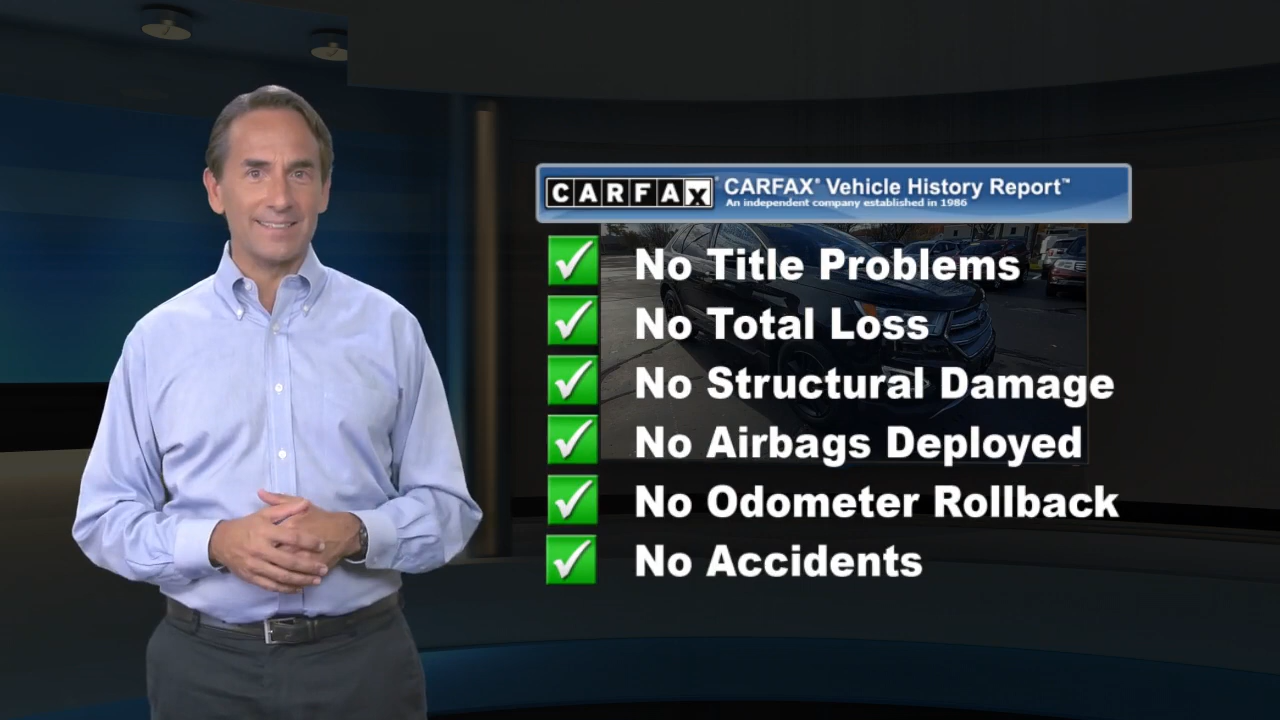 CARFAX® CARFAX® Vehicle History Report™
An independent company established in 1986
No Title Problems
No Total Loss
No Structural Damage
No Airbags Deployed
No Odometer Rollback
No Accidents